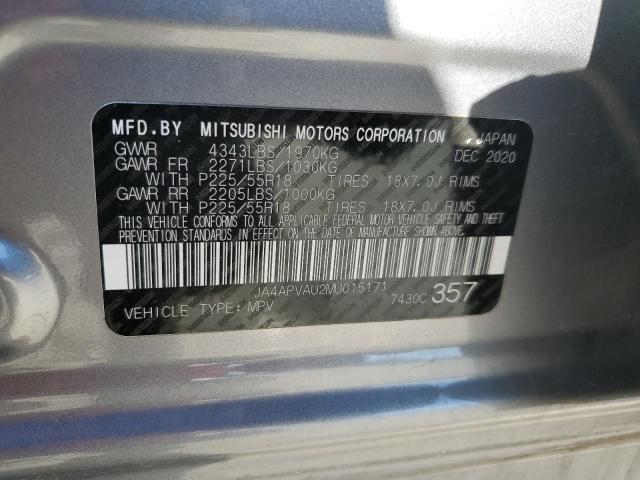 MFD.BY MITSUBISHI MOTORS CORPORATION JAPAN
GVWR 4343LBS/1970KG DEC 2020
GAWR FR 2271LBS/1030KG
WITH P225/55R18 TIRES 18X7.0J RIMS
GAWR RR 2205LBS/1000KG
WITH P225/55R18 TIRES 18X7.0J RIMS
THIS VEHICLE CONFORMS TO ALL APPLICABLE FEDERAL MOTOR VEHICLE SAFETY AND THEFT
PREVENTION STANDARDS IN EFFECT ON THE DATE OF MANUFACTURE SHOWN ABOVE.
JA4APVAU2MU015171
VEHICLE TYPE: MPV 7430C 357